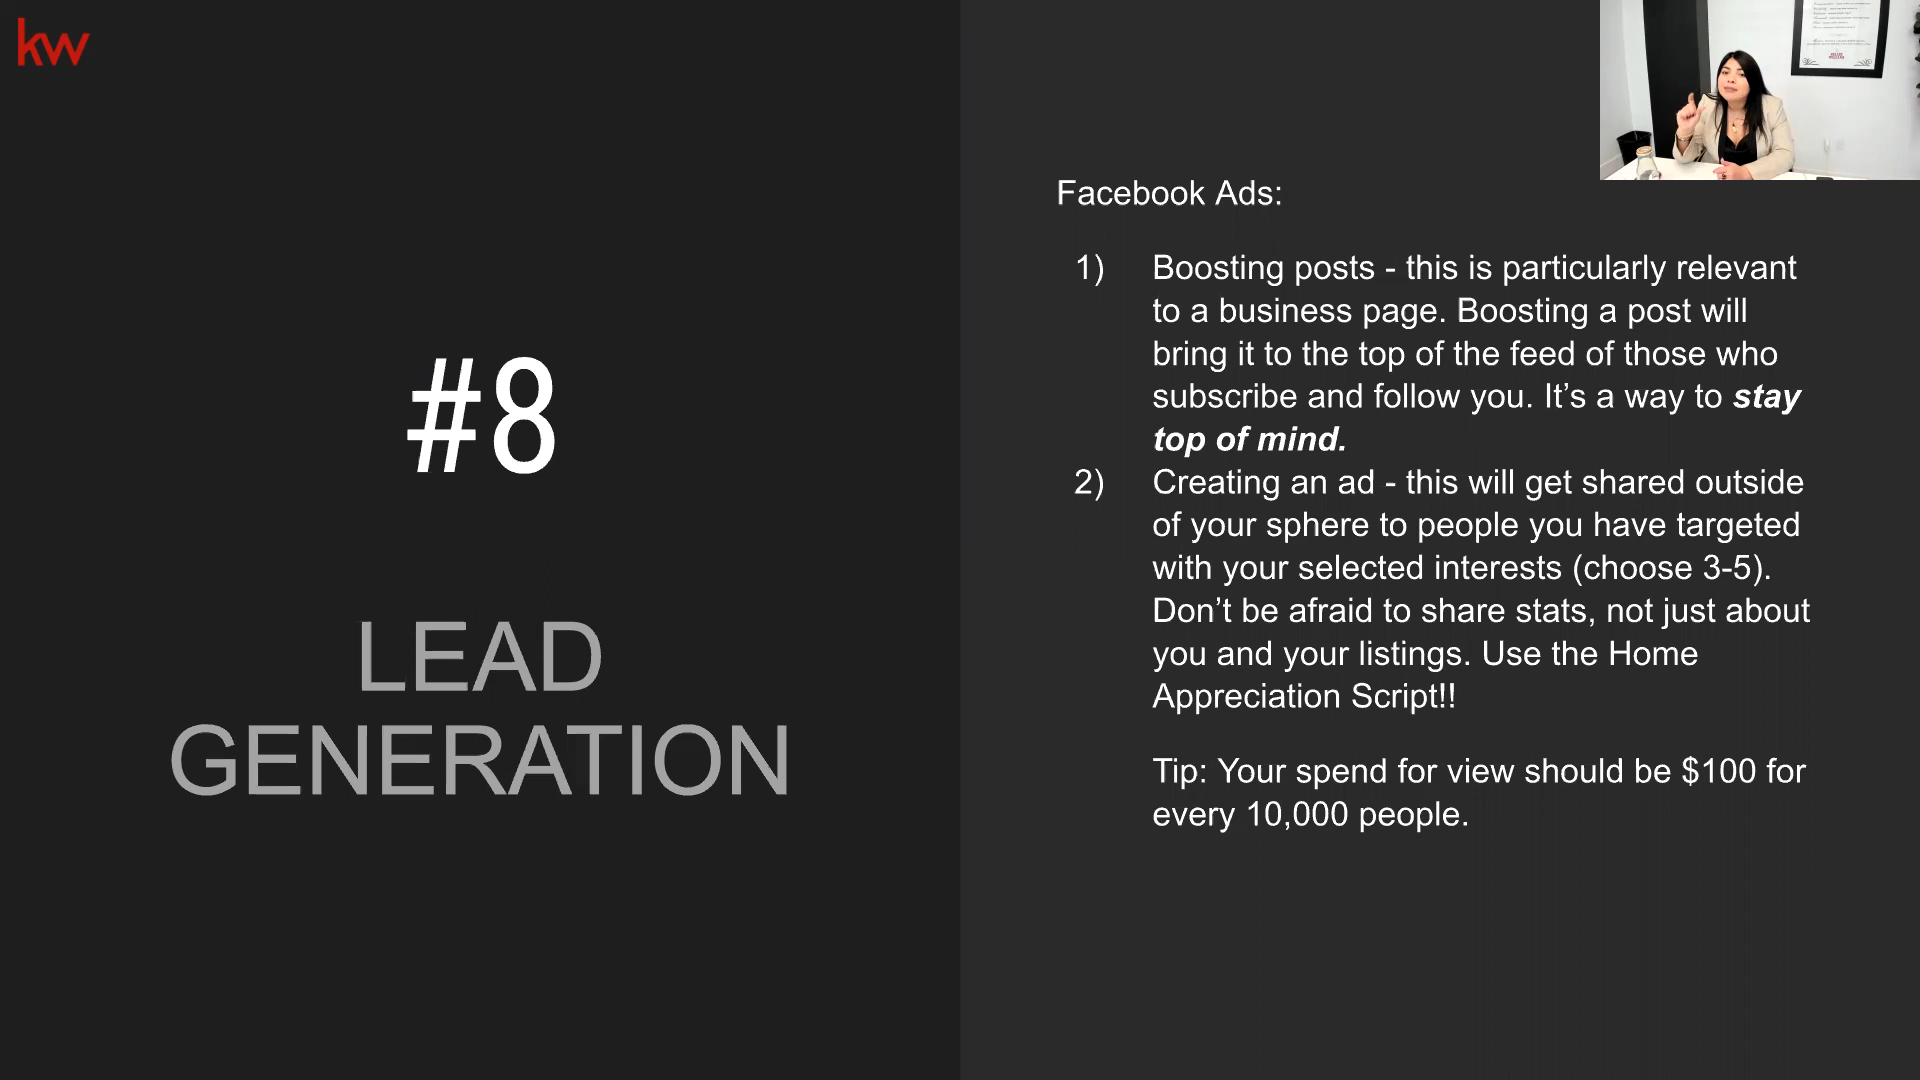 kw
#8
LEAD
GENERATION
Facebook Ads:
1) Boosting posts - this is particularly relevant
to a business page. Boosting a post will
bring it to the top of the feed of those who
subscribe and follow you. It’s a way to stay
top of mind.
2) Creating an ad - this will get shared outside
of your sphere to people you have targeted
with your selected interests (choose 3-5).
Don’t be afraid to share stats, not just about
you and your listings. Use the Home
Appreciation Script!!
Tip: Your spend for view should be $100 for
every 10,000 people.